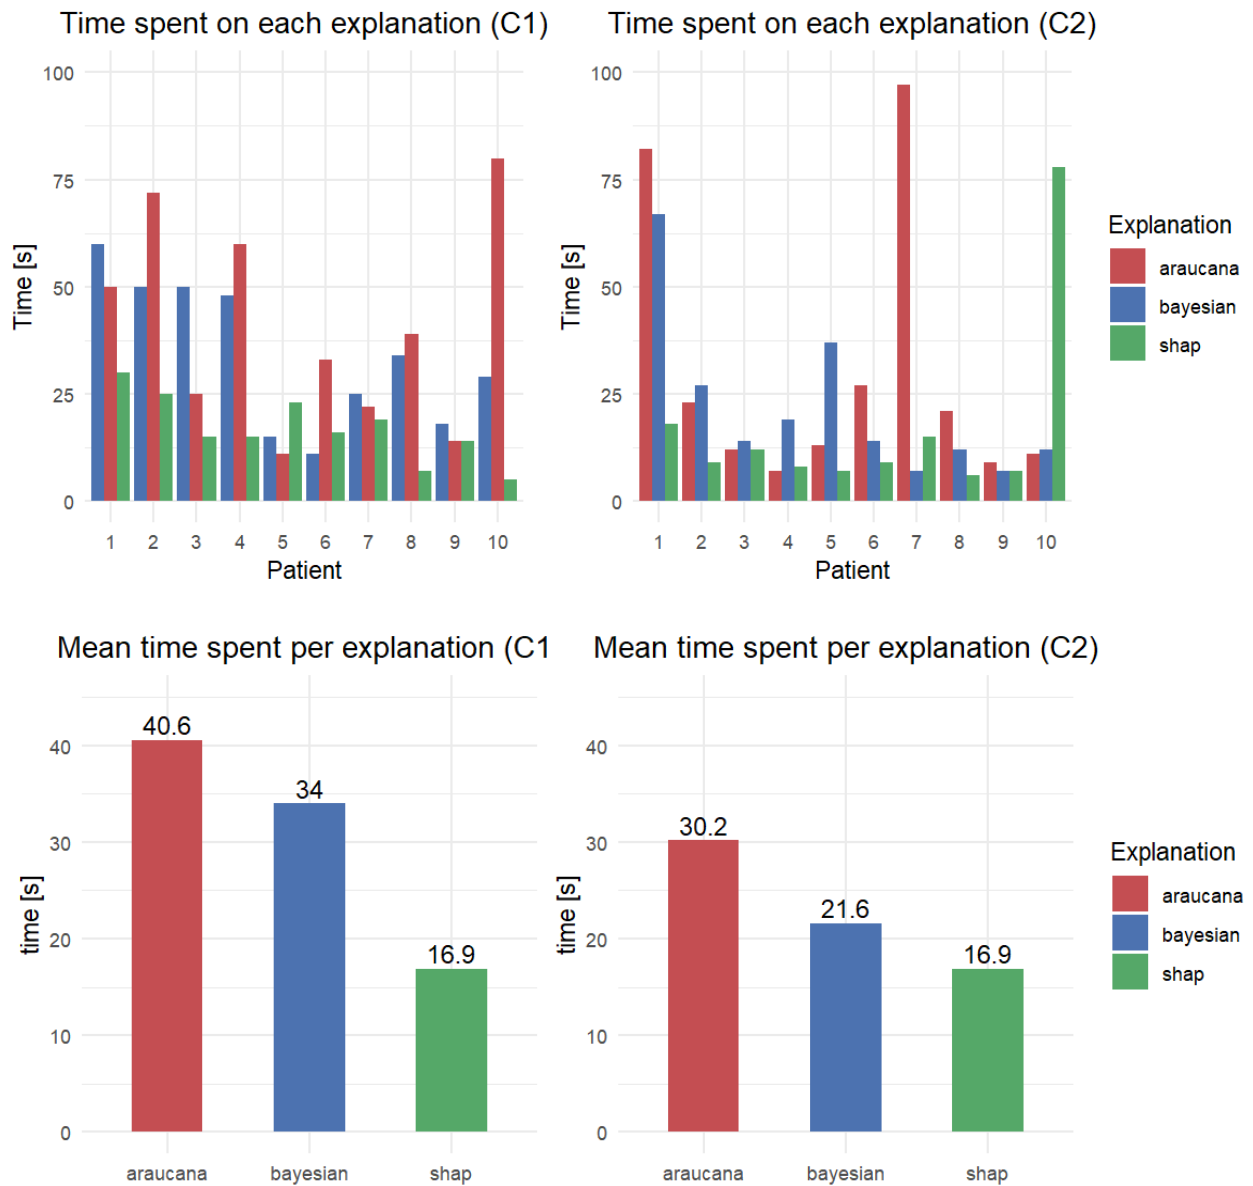 Time spent on each explanation (C1)
100
75
50
25
0
Time [s]
1 2 3 4 5 6 7 8 9 10
Patient
Time spent on each explanation (C2)
100
75
50
25
0
Time [s]
1 2 3 4 5 6 7 8 9 10
Patient
Explanation
araucana
bayesian
shap
Mean time spent per explanation (C1
40
30
20
10
0
time [s]
40.6
34
16.9
araucana bayesian shap
Mean time spent per explanation (C2)
40
30
20
10
0
time [s]
30.2
21.6
16.9
araucana bayesian shap
Explanation
araucana
bayesian
shap